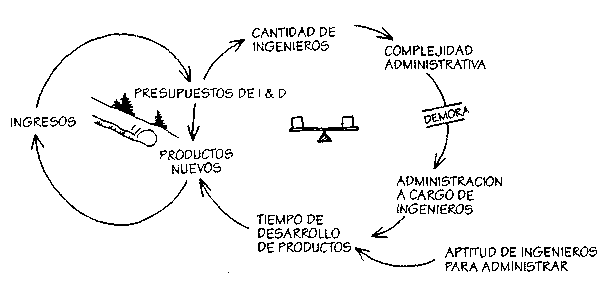 CANTIDAD DE
INGENIEROS
COMPLEJIDAD
ADMINISTRATIVA
PRESUPUESTOS DE I & D
INGRESOS
DEMORA
PRODUCTOS
NUEVOS
ADMINISTRACION
A CARGO DE
INGENIEROS
TIEMPO DE
DESARROLLO
DE PRODUCTOS
APTITUD DE INGENIEROS
PARA ADMINISTRAR